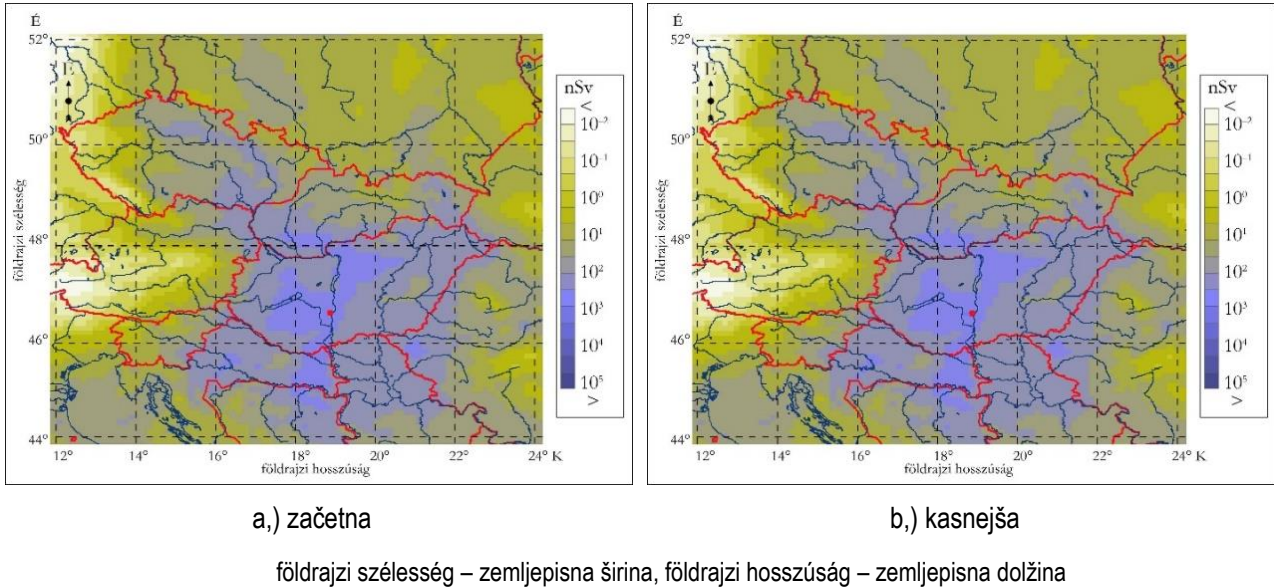 É
52°
50°
48°
46°
44°
földrajzi szélesség
12° 14° 16° 18° 20° 22° 24° K
földrajzi hosszúság
nSv
<
10⁻²
10⁻¹
10⁰
10¹
10²
10³
10⁴
10⁵
>
É
52°
50°
48°
46°
44°
földrajzi szélesség
12° 14° 16° 18° 20° 22° 24° K
földrajzi hosszúság
nSv
<
10⁻²
10⁻¹
10⁰
10¹
10²
10³
10⁴
10⁵
>
a,) začetna
b,) kasnejša
földrajzi szélesség – zemljepisna širina, földrajzi hosszúság – zemljepisna dolžina